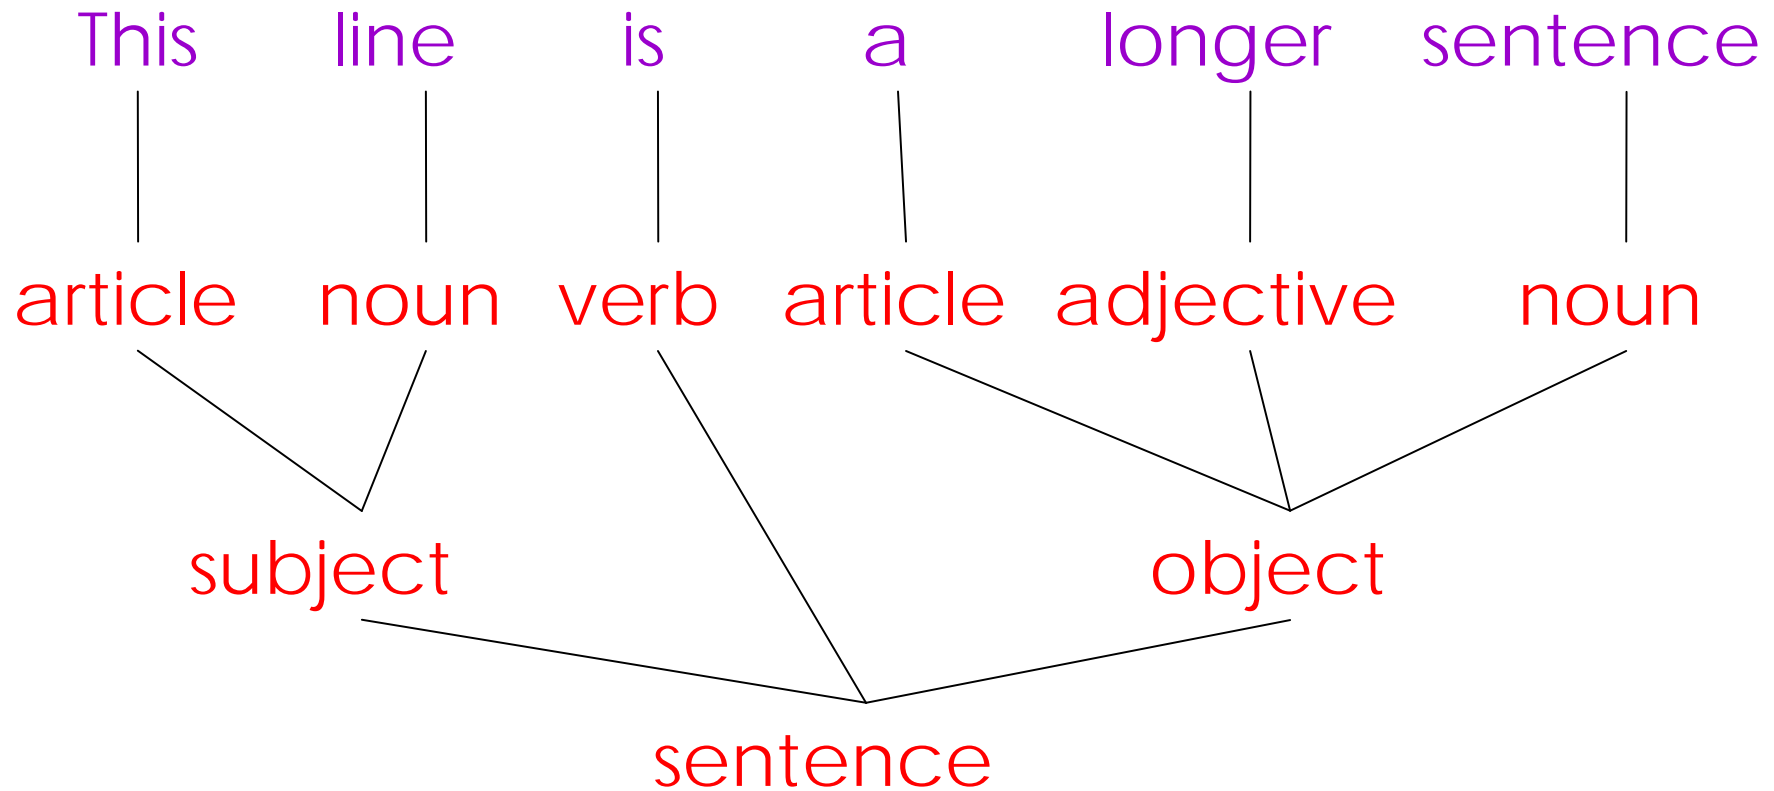 This line is a longer sentence
article noun verb article adjective noun
subject object
sentence